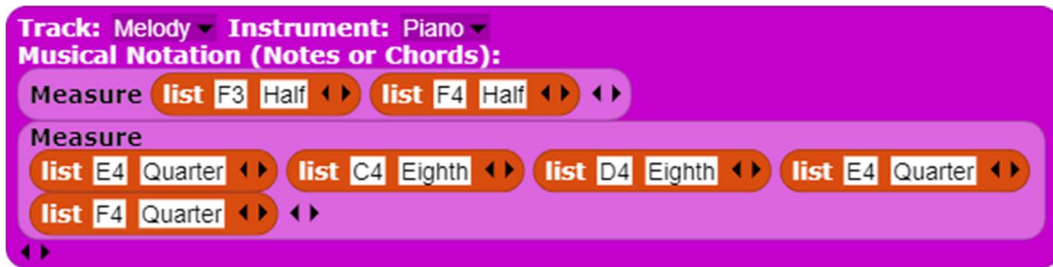 Track: Melody Instrument: Piano
Musical Notation (Notes or Chords):
Measure list F3 Half list F4 Half
Measure
list E4 Quarter list C4 Eighth list D4 Eighth list E4 Quarter
list F4 Quarter